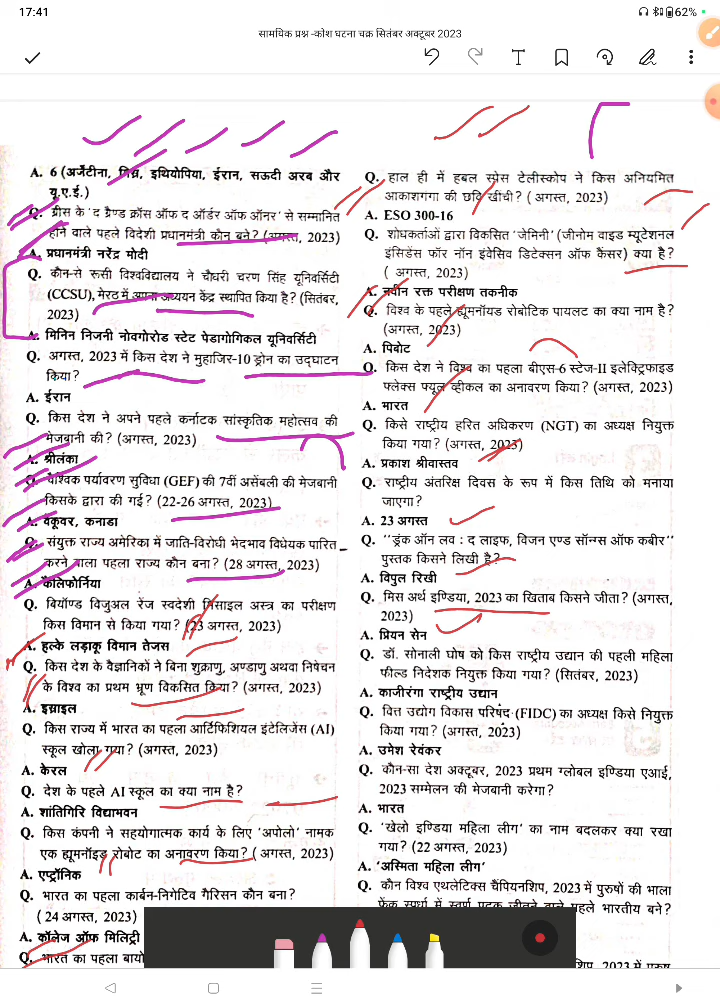 17:41
62%
सामयिक प्रश्न -कोश घटना चक्र सितंबर अक्टूबर 2023
A. 6 (अर्जेंटीना, मिस्र, इथियोपिया, ईरान, सऊदी अरब और
यू.ए.ई.)
Q. ग्रीस के 'द ग्रैण्ड क्रॉस ऑफ द ऑर्डर ऑफ ऑनर' से सम्मानित
होने वाले पहले विदेशी प्रधानमंत्री कौन बने? (अगस्त, 2023)
A. प्रधानमंत्री नरेंद्र मोदी
Q. कौन-से रूसी विश्वविद्यालय ने चौधरी चरण सिंह यूनिवर्सिटी
(CCSU), मेरठ में अपना अध्ययन केंद्र स्थापित किया है? (सितंबर,
2023)
A. मिनिन निजनी नोवगोरोड स्टेट पेडागोगिकल यूनिवर्सिटी
Q. अगस्त, 2023 में किस देश ने मुहाजिर-10 ड्रोन का उद्घाटन
किया?
A. ईरान
Q. किस देश ने अपने पहले कर्नाटक सांस्कृतिक महोत्सव की
मेजबानी की? (अगस्त, 2023)
A. श्रीलंका
Q. वैश्विक पर्यावरण सुविधा (GEF) की 7वीं असेंबली की मेजबानी
किसके द्वारा की गई? (22-26 अगस्त, 2023)
A. वैंकूवर, कनाडा
Q. संयुक्त राज्य अमेरिका में जाति-विरोधी भेदभाव विधेयक पारित
करने वाला पहला राज्य कौन बना? (28 अगस्त, 2023)
A. कैलिफोर्निया
Q. बियॉण्ड विजुअल रेंज स्वदेशी मिसाइल अस्त्र का परीक्षण
किस विमान से किया गया? (23 अगस्त, 2023)
A. हल्के लड़ाकू विमान तेजस
Q. किस देश के वैज्ञानिकों ने बिना शुक्राणु, अण्डाणु अथवा निषेचन
के विश्व का प्रथम भ्रूण विकसित किया? (अगस्त, 2023)
A. इस्राइल
Q. किस राज्य में भारत का पहला आर्टिफिशियल इंटेलिजेंस (AI)
स्कूल खोला गया? (अगस्त, 2023)
A. केरल
Q. देश के पहले AI स्कूल का क्या नाम है?
A. शांतिगिरि विद्याभवन
Q. किस कंपनी ने सहयोगात्मक कार्य के लिए 'अपोलो' नामक
एक ह्यूमनॉइड रोबोट का अनावरण किया? ( अगस्त, 2023)
A. एप्ट्रॉनिक
Q. भारत का पहला कार्बन-निगेटिव गैरिसन कौन बना?
( 24 अगस्त, 2023)
A. कॉलेज ऑफ मिलिट्री
Q. भारत का पहला बायो
Q. हाल ही में हबल स्पेस टेलीस्कोप ने किस अनियमित
आकाशगंगा की छवि खींची? ( अगस्त, 2023)
A. ESO 300-16
Q. शोधकर्ताओं द्वारा विकसित 'जेमिनी' (जीनोम वाइड म्यूटेशनल
इंसिडेंस फॉर नॉन इंवेसिव डिटेक्सन ऑफ कैंसर) क्या है?
( अगस्त, 2023)
A. नवीन रक्त परीक्षण तकनीक
Q. विश्व के पहले ह्यूमनॉयड रोबोटिक पायलट का क्या नाम है?
(अगस्त, 2023)
A. पिबोट
Q. किस देश ने विश्व का पहला बीएस-6 स्टेज-II इलेक्ट्रिफाइड
फ्लेक्स फ्यूल व्हीकल का अनावरण किया? (अगस्त, 2023)
A. भारत
Q. किसे राष्ट्रीय हरित अधिकरण (NGT) का अध्यक्ष नियुक्त
किया गया? (अगस्त, 2023)
A. प्रकाश श्रीवास्तव
Q. राष्ट्रीय अंतरिक्ष दिवस के रूप में किस तिथि को मनाया
जाएगा?
A. 23 अगस्त
Q. ''ड्रंक ऑन लव : द लाइफ, विजन एण्ड सॉन्ग्स ऑफ कबीर''
पुस्तक किसने लिखी है?
A. विपुल रिखी
Q. मिस अर्थ इण्डिया, 2023 का खिताब किसने जीता? (अगस्त,
2023)
A. प्रियन सेन
Q. डॉ. सोनाली घोष को किस राष्ट्रीय उद्यान की पहली महिला
फील्ड निदेशक नियुक्त किया गया? (सितंबर, 2023)
A. काजीरंगा राष्ट्रीय उद्यान
Q. वित्त उद्योग विकास परिषद (FIDC) का अध्यक्ष किसे नियुक्त
किया गया? (अगस्त, 2023)
A. उमेश रेवंकर
Q. कौन-सा देश अक्टूबर, 2023 प्रथम ग्लोबल इण्डिया एआई,
2023 सम्मेलन की मेजबानी करेगा?
A. भारत
Q. 'खेलो इण्डिया महिला लीग' का नाम बदलकर क्या रखा
गया? (22 अगस्त, 2023)
A. 'अस्मिता महिला लीग'
Q. कौन विश्व एथलेटिक्स चैंपियनशिप, 2023 में पुरुषों की भाला
फेंक स्पर्धा में स्वर्ण पदक जीतने वाले पहले भारतीय बने?
2023 में